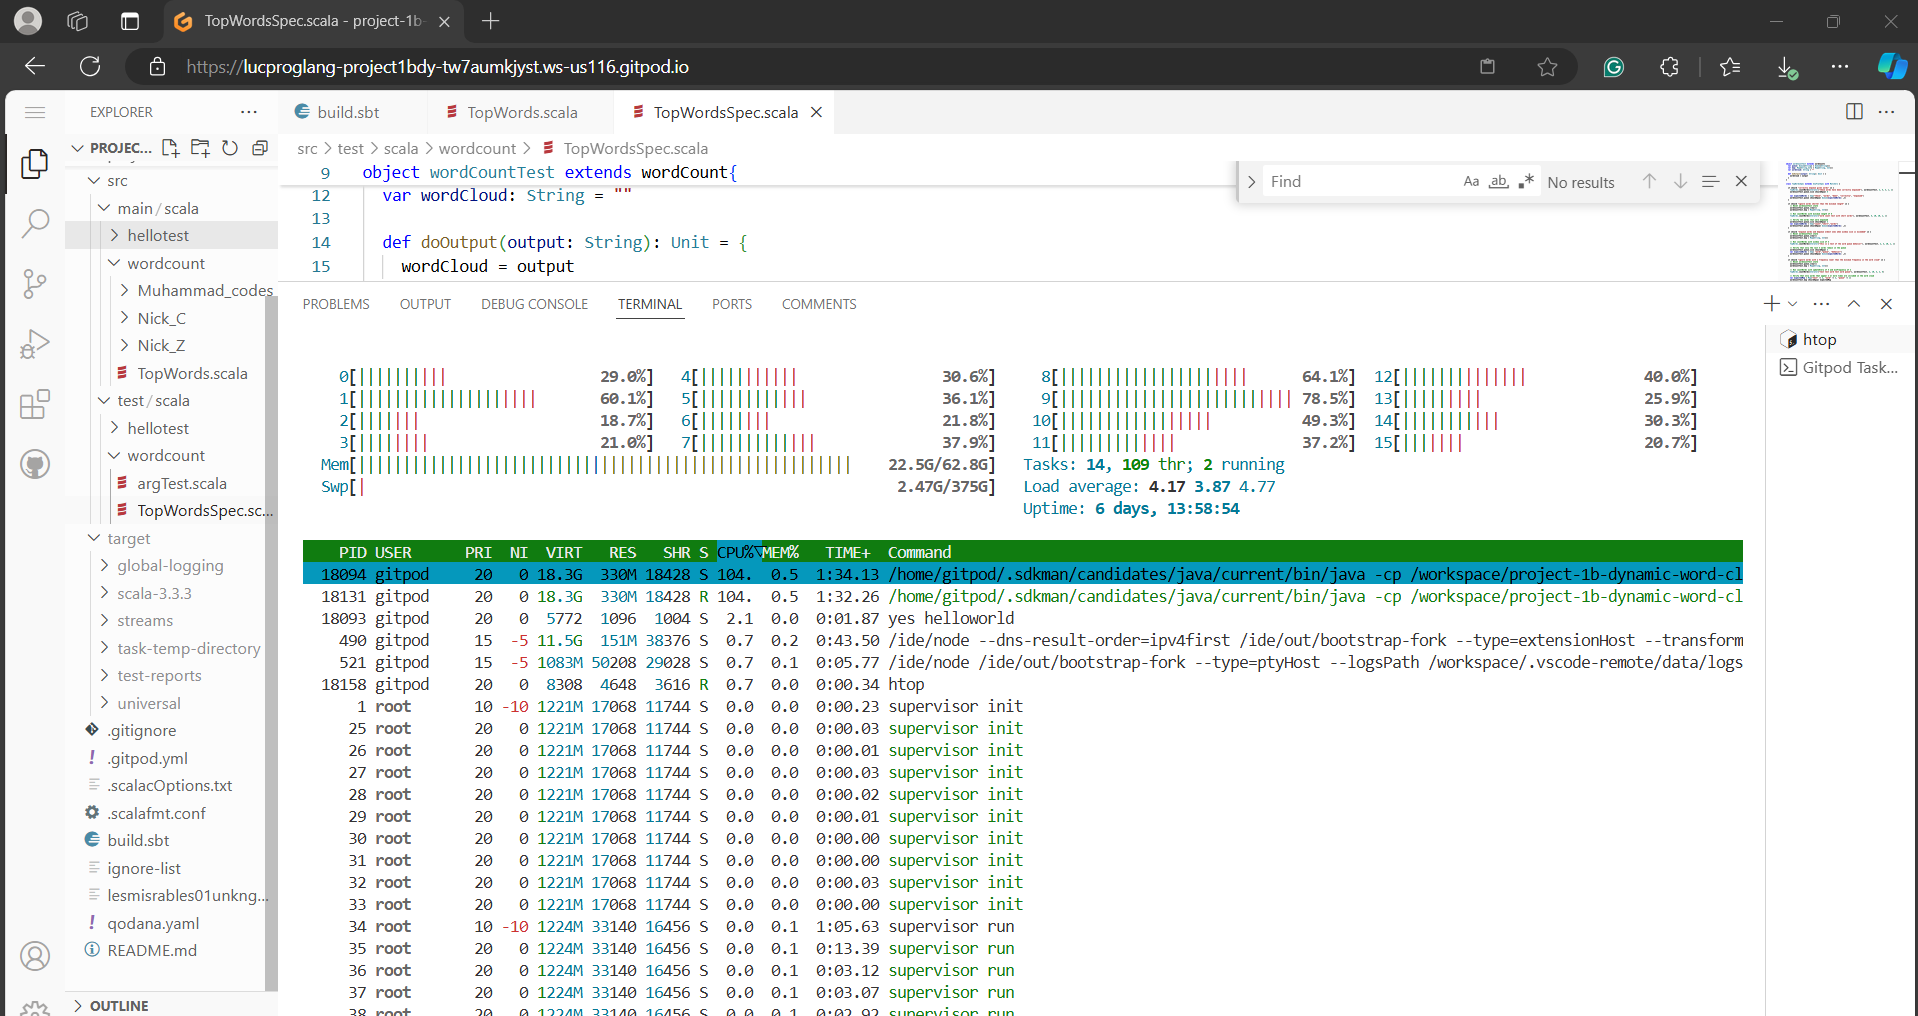 TopWordsSpec.scala - project-1b-
https://lucproglang-project1bdy-tw7aumkjyst.ws-us116.gitpod.io
EXPLORER
build.sbt
TopWords.scala
TopWordsSpec.scala
PROJEC...
src > test > scala > wordcount > TopWordsSpec.scala
src
main/scala
hellotest
wordcount
Muhammad_codes
Nick_C
Nick_Z
TopWords.scala
test/scala
hellotest
wordcount
argTest.scala
TopWordsSpec.sc...
target
global-logging
scala-3.3.3
streams
task-temp-directory
test-reports
universal
.gitignore
.gitpod.yml
.scalacOptions.txt
.scalafmt.conf
build.sbt
ignore-list
lesmisrables01unkng...
qodana.yaml
README.md
OUTLINE
9 object wordCountTest extends wordCount{
12 var wordCloud: String = ""
13
14 def doOutput(output: String): Unit = {
15 wordCloud = output
Find Aa ab .* No results
PROBLEMS OUTPUT DEBUG CONSOLE TERMINAL PORTS COMMENTS
htop
Gitpod Task...
0[|||||||||| 29.0%] 4[||||||||||| 30.6%] 8[||||||||||||||||||||| 64.1%] 12[|||||||||||||| 40.0%]
1[|||||||||||||||||||| 60.1%] 5[|||||||||||| 36.1%] 9[|||||||||||||||||||||||||| 78.5%] 13[||||||||| 25.9%]
2[||||||| 18.7%] 6[|||||||| 21.8%] 10[||||||||||||||||| 49.3%] 14[||||||||||| 30.3%]
3[|||||||| 21.0%] 7[||||||||||||| 37.9%] 11[||||||||||||| 37.2%] 15[||||||| 20.7%]
Mem[||||||||||||||||||||||||||||||||||||||||||||||||||||||| 22.5G/62.8G] Tasks: 14, 109 thr; 2 running
Swp[| 2.47G/375G] Load average: 4.17 3.87 4.77
Uptime: 6 days, 13:58:54
PID USER PRI NI VIRT RES SHR S CPU%▽MEM% TIME+ Command
18094 gitpod 20 0 18.3G 330M 18428 S 104. 0.5 1:34.13 /home/gitpod/.sdkman/candidates/java/current/bin/java -cp /workspace/project-1b-dynamic-word-cl
18131 gitpod 20 0 18.3G 330M 18428 R 104. 0.5 1:32.26 /home/gitpod/.sdkman/candidates/java/current/bin/java -cp /workspace/project-1b-dynamic-word-cl
18093 gitpod 20 0 5772 1096 1004 S 2.1 0.0 0:01.87 yes helloworld
490 gitpod 15 -5 11.5G 151M 38376 S 0.7 0.2 0:43.50 /ide/node --dns-result-order=ipv4first /ide/out/bootstrap-fork --type=extensionHost --transform
521 gitpod 15 -5 1083M 50208 29028 S 0.7 0.1 0:05.77 /ide/node /ide/out/bootstrap-fork --type=ptyHost --logsPath /workspace/.vscode-remote/data/logs
18158 gitpod 20 0 8308 4648 3616 R 0.7 0.0 0:00.34 htop
1 root 10 -10 1221M 17068 11744 S 0.0 0.0 0:00.23 supervisor init
25 root 20 0 1221M 17068 11744 S 0.0 0.0 0:00.03 supervisor init
26 root 20 0 1221M 17068 11744 S 0.0 0.0 0:00.01 supervisor init
27 root 20 0 1221M 17068 11744 S 0.0 0.0 0:00.03 supervisor init
28 root 20 0 1221M 17068 11744 S 0.0 0.0 0:00.02 supervisor init
29 root 20 0 1221M 17068 11744 S 0.0 0.0 0:00.01 supervisor init
30 root 20 0 1221M 17068 11744 S 0.0 0.0 0:00.00 supervisor init
31 root 20 0 1221M 17068 11744 S 0.0 0.0 0:00.00 supervisor init
32 root 20 0 1221M 17068 11744 S 0.0 0.0 0:00.03 supervisor init
33 root 20 0 1221M 17068 11744 S 0.0 0.0 0:00.00 supervisor init
34 root 10 -10 1224M 33140 16456 S 0.0 0.1 1:05.63 supervisor run
35 root 20 0 1224M 33140 16456 S 0.0 0.1 0:13.39 supervisor run
36 root 20 0 1224M 33140 16456 S 0.0 0.1 0:03.12 supervisor run
37 root 20 0 1224M 33140 16456 S 0.0 0.1 0:03.07 supervisor run
38 root 20 0 1224M 33140 16456 S 0.0 0.1 0:02.92 supervisor run